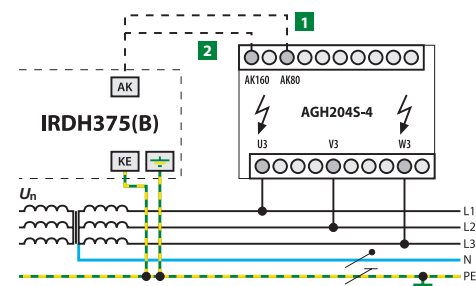 1
2
AK160 AK80
AK
AGH204S-4
IRDH375(B)
U3 V3 W3
KE
Un
L1
L2
L3
N
PE